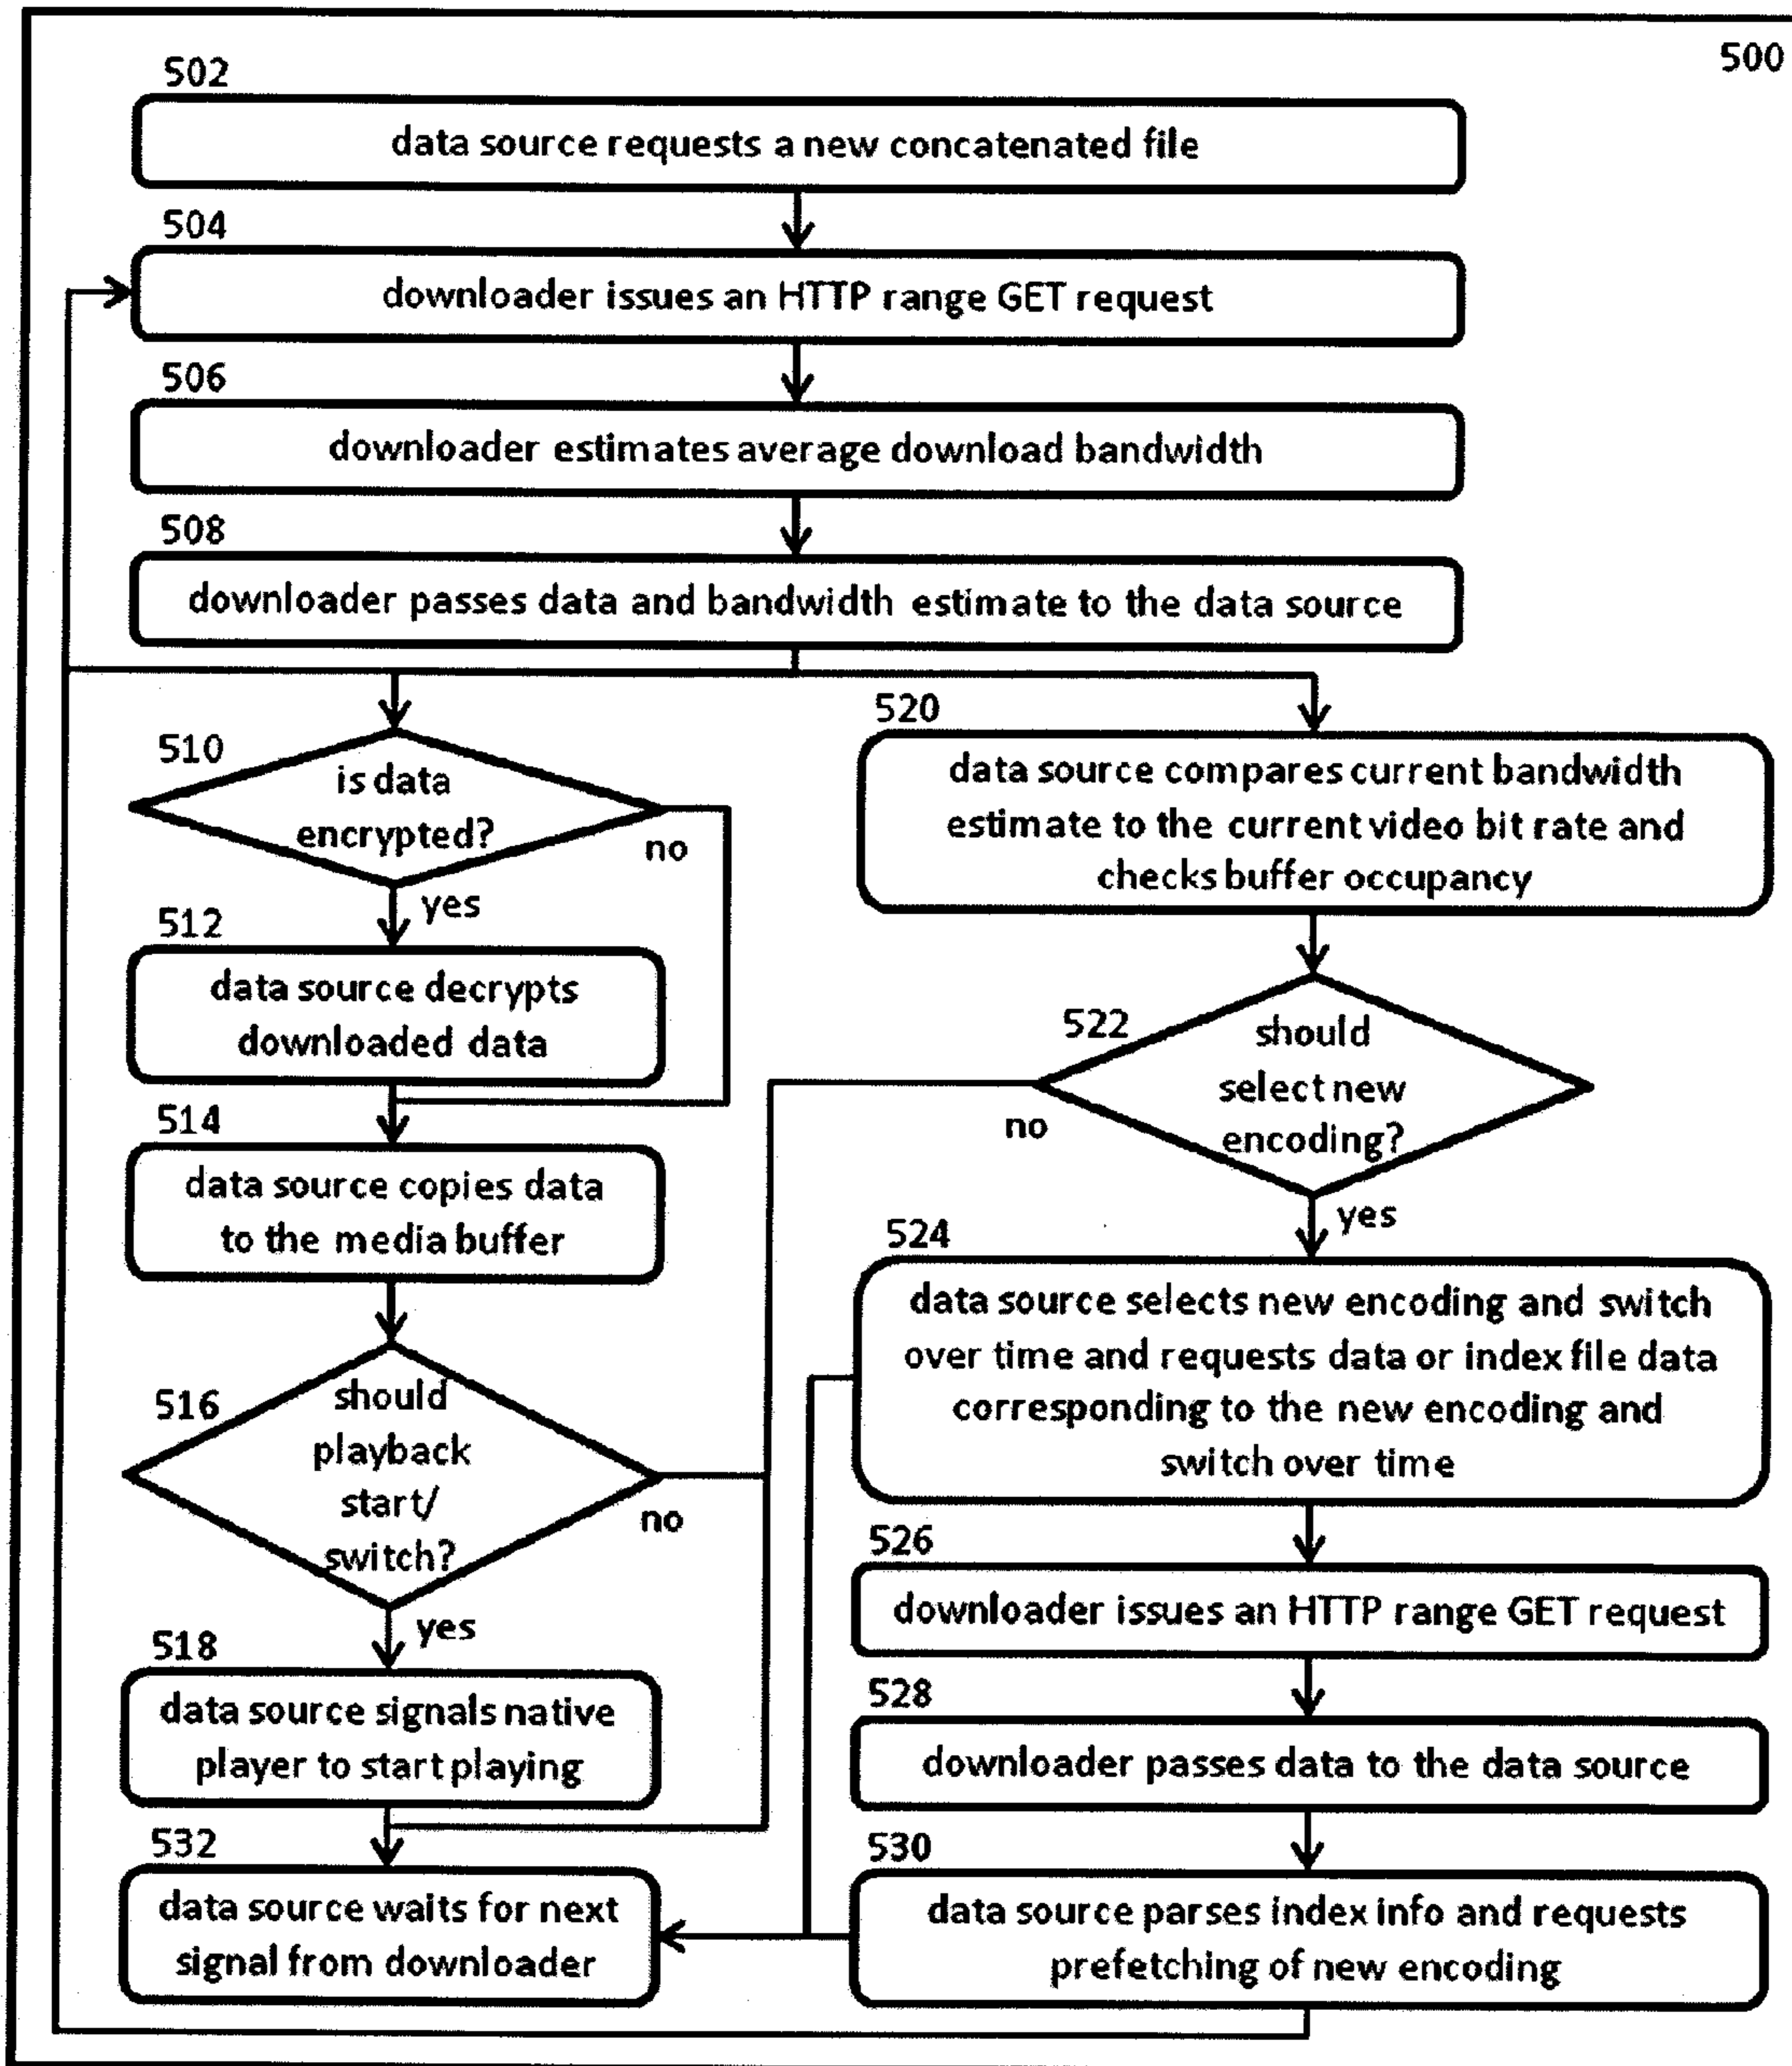 500
502
data source requests a new concatenated file
504
downloader issues an HTTP range GET request
506
downloader estimates average download bandwidth
508
downloader passes data and bandwidth estimate to the data source
510
is data
encrypted?
no
yes
512
data source decrypts
downloaded data
514
data source copies data
to the media buffer
516
should
playback
start/
switch?
no
yes
518
data source signals native
player to start playing
532
data source waits for next
signal from downloader
520
data source compares current bandwidth
estimate to the current video bit rate and
checks buffer occupancy
522
should
select new
encoding?
no
yes
524
data source selects new encoding and switch
over time and requests data or index file data
corresponding to the new encoding and
switch over time
526
downloader issues an HTTP range GET request
528
downloader passes data to the data source
530
data source parses index info and requests
prefetching of new encoding